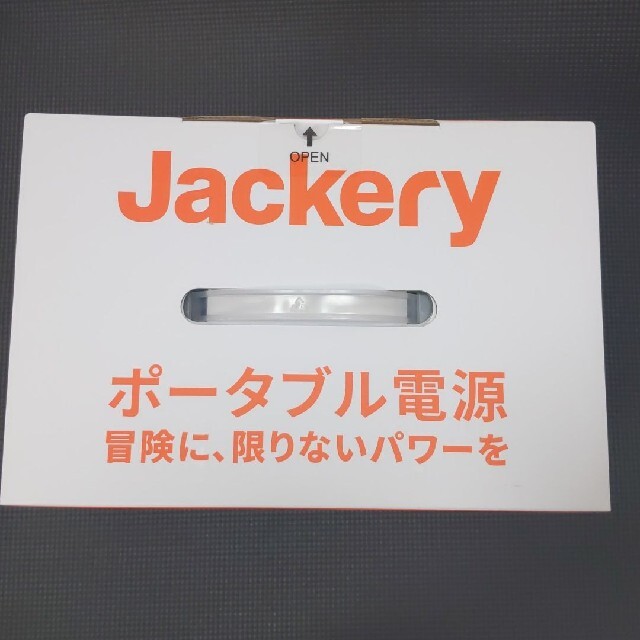 OPEN
Jackery
ポータブル電源
冒険に、限りないパワーを